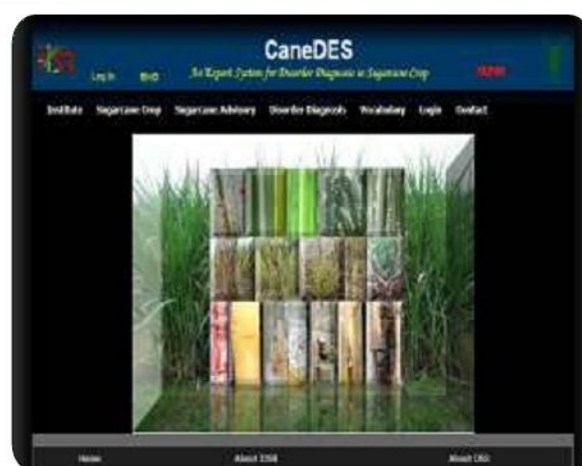 CaneDES
Log In
An Expert System for Disorder Diagnosis in Sugarcane Crop
Institute Sugarcane Crop Sugarcane Advisory Disorder Diagnosis Vocabulary Login Contact
Home About